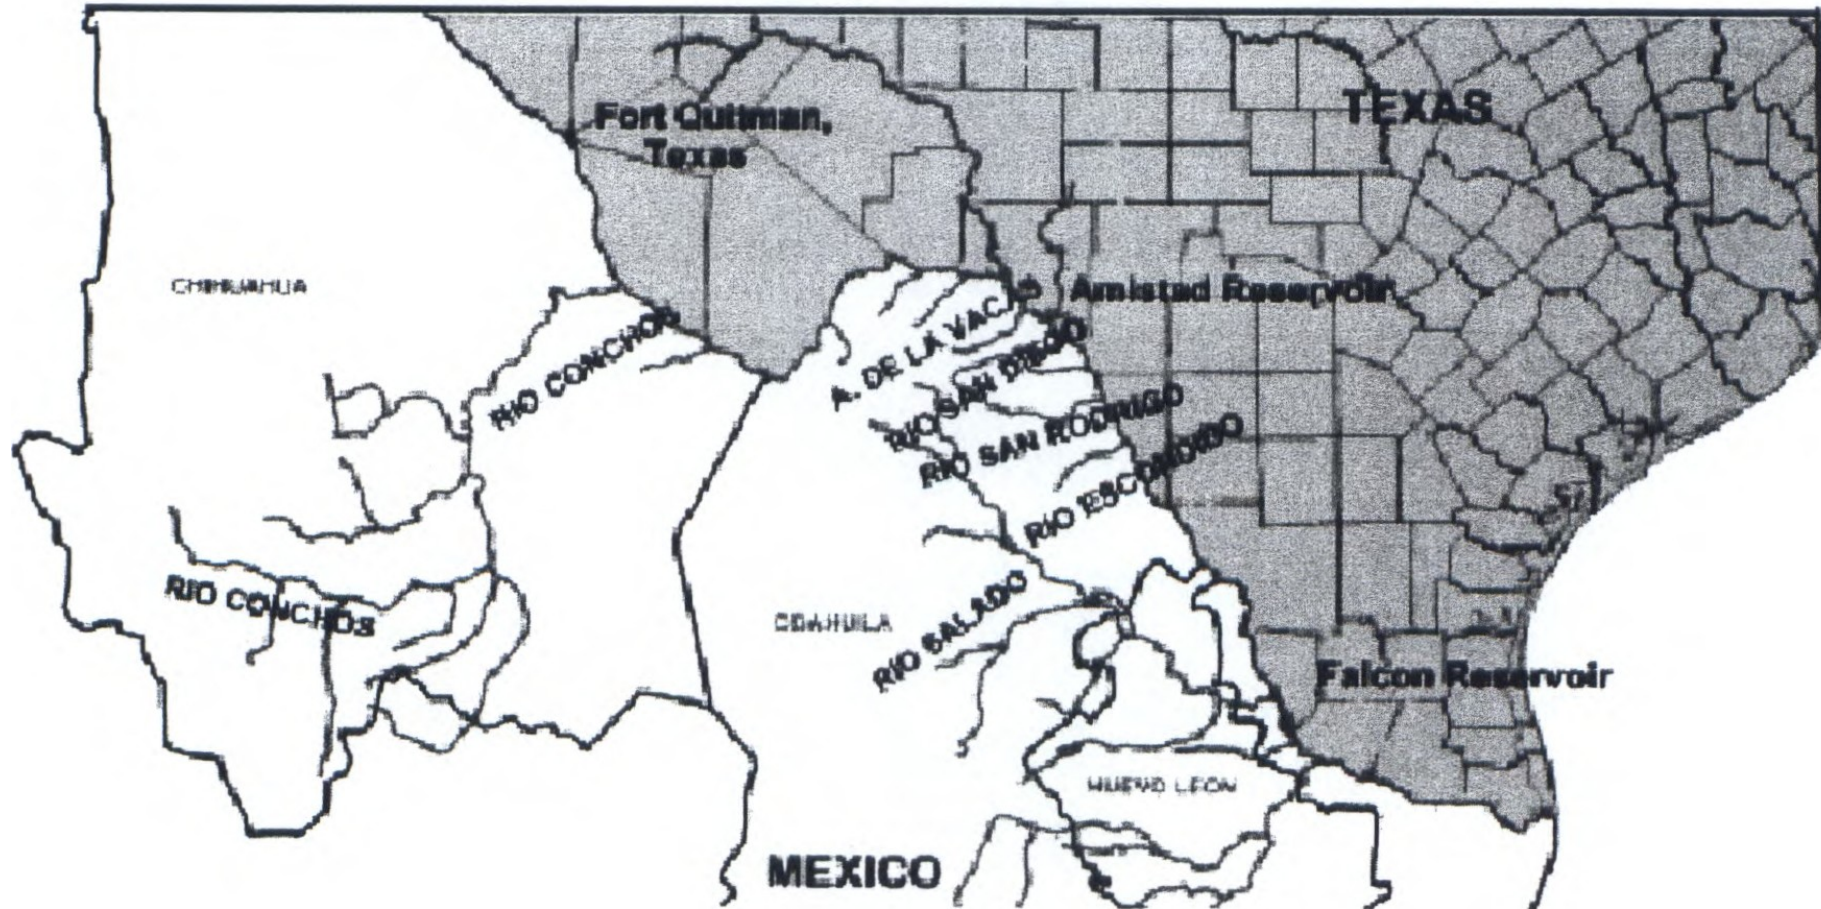 Fort Quitman,
Texas
TEXAS
CHIHUAHUA
Amistad Reservoir
RIO CONCHOS
A. DE LA VACA
RIO SAN DIEGO
RIO SAN RODRIGO
RIO ESCONDIDO
RIO CONCHOS
COAHUILA
RIO SALADO
Falcon Reservoir
NUEVO LEON
MEXICO